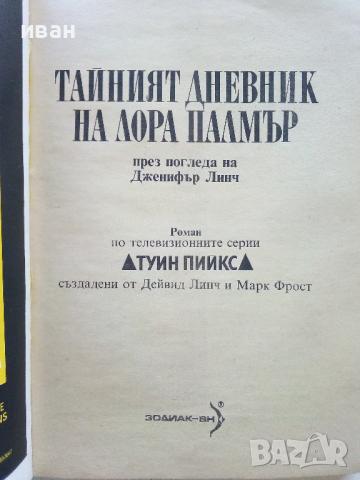 иван
ТАЙНИЯТ ДНЕВНИК
НА ЛОРА ПАЛМЪР
през погледа на
Дженифър Линч
Роман
по телевизионните серии
ТУИН ПИИКС
създадени от Дейвид Линч и Марк Фрост
ЗОДИАК-ВН
БАЗАР
bg